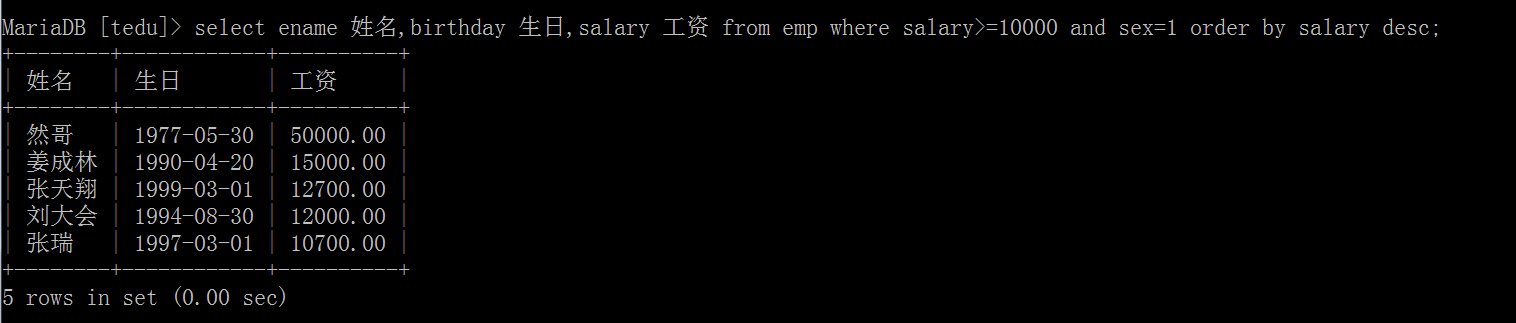 MariaDB [tedu]> select ename 姓名,birthday 生日,salary 工资 from emp where salary>=10000 and sex=1 order by salary desc;
+--------+------------+----------+
| 姓名   | 生日       | 工资     |
+--------+------------+----------+
| 然哥   | 1977-05-30 | 50000.00 |
| 姜成林 | 1990-04-20 | 15000.00 |
| 张天翔 | 1999-03-01 | 12700.00 |
| 刘大会 | 1994-08-30 | 12000.00 |
| 张瑞   | 1997-03-01 | 10700.00 |
+--------+------------+----------+
5 rows in set (0.00 sec)